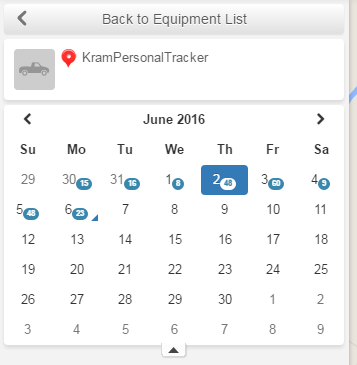 Back to Equipment List
KramPersonalTracker
June 2016
Su Mo Tu We Th Fr Sa
29 30 15 31 16 1 8 2 48 3 60 4 9
5 48 6 23 7 8 9 10 11
12 13 14 15 16 17 18
19 20 21 22 23 24 25
26 27 28 29 30 1 2
3 4 5 6 7 8 9